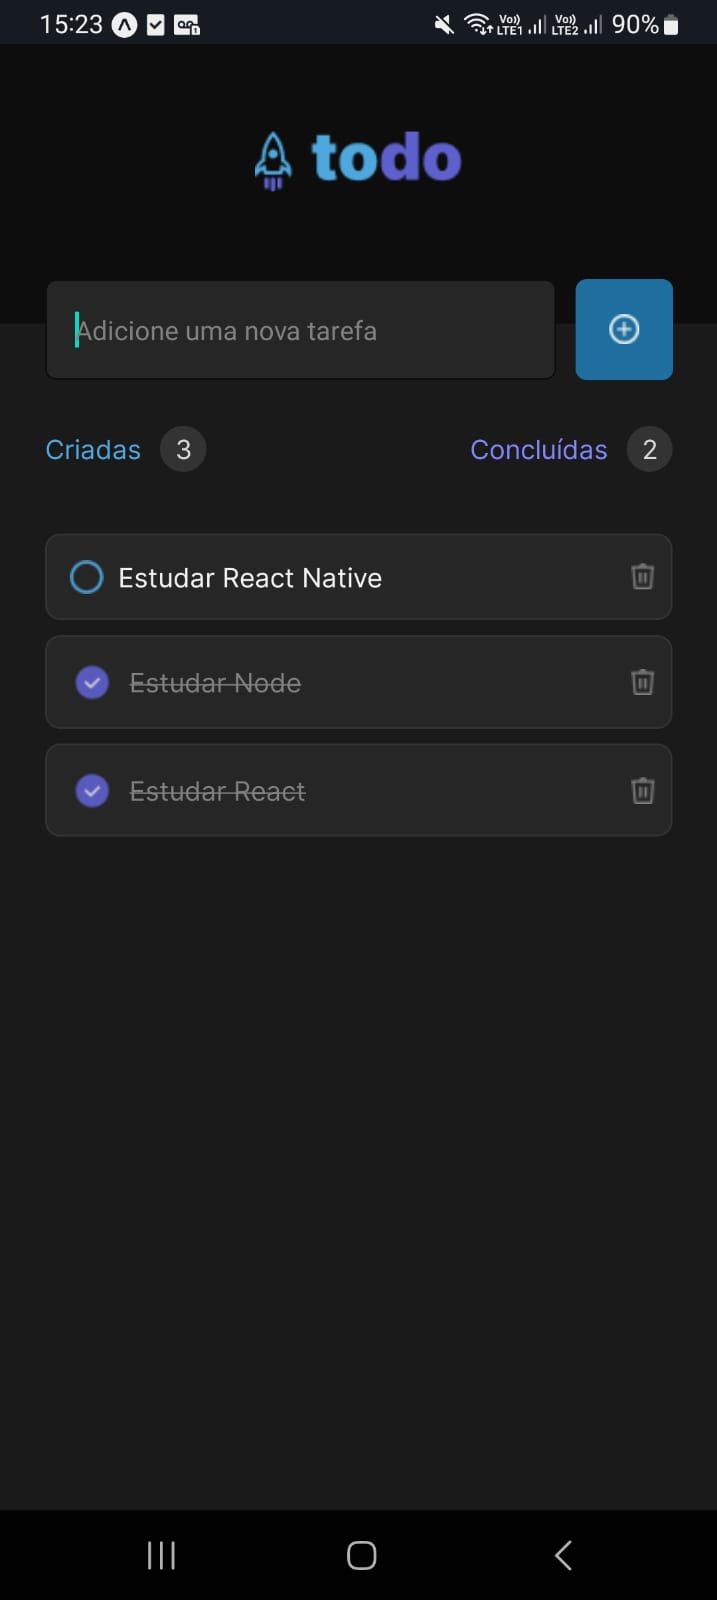 15:23 Vo)) LTE1 Vo)) LTE2 90%
todo
Adicione uma nova tarefa
Criadas 3 Concluídas 2
Estudar React Native
Estudar Node
Estudar React